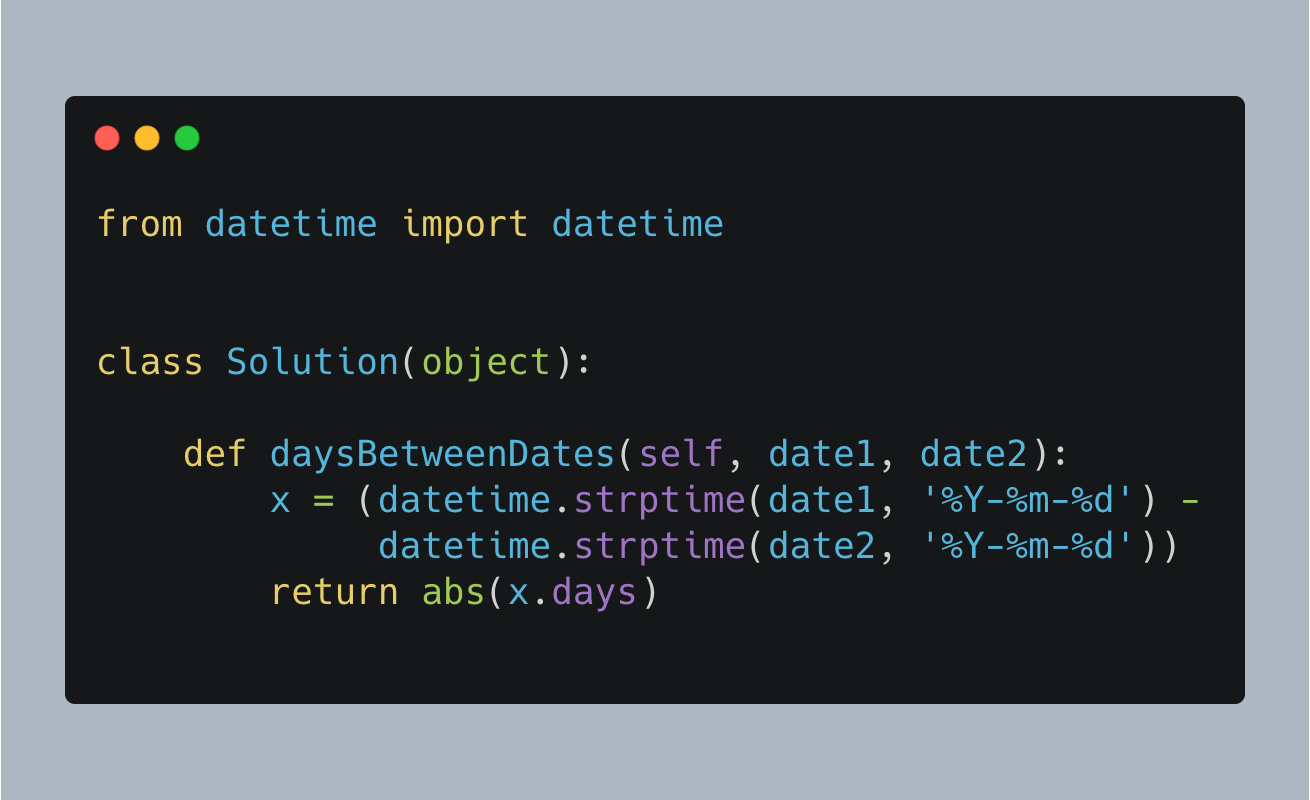 from datetime import datetime
class Solution(object):
    def daysBetweenDates(self, date1, date2):
        x = (datetime.strptime(date1, '%Y-%m-%d') -
             datetime.strptime(date2, '%Y-%m-%d'))
        return abs(x.days)